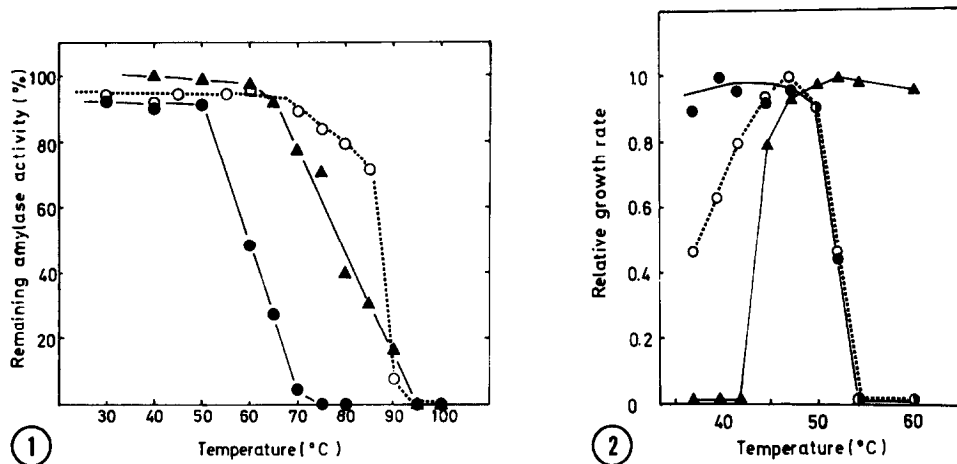 Remaining amylase activity (%)
100
80
60
40
20
30 40 50 60 70 80 90 100
Temperature (°C)
1
Relative growth rate
1.0
0.8
0.6
0.4
0.2
0
40 50 60
Temperature (°C)
2